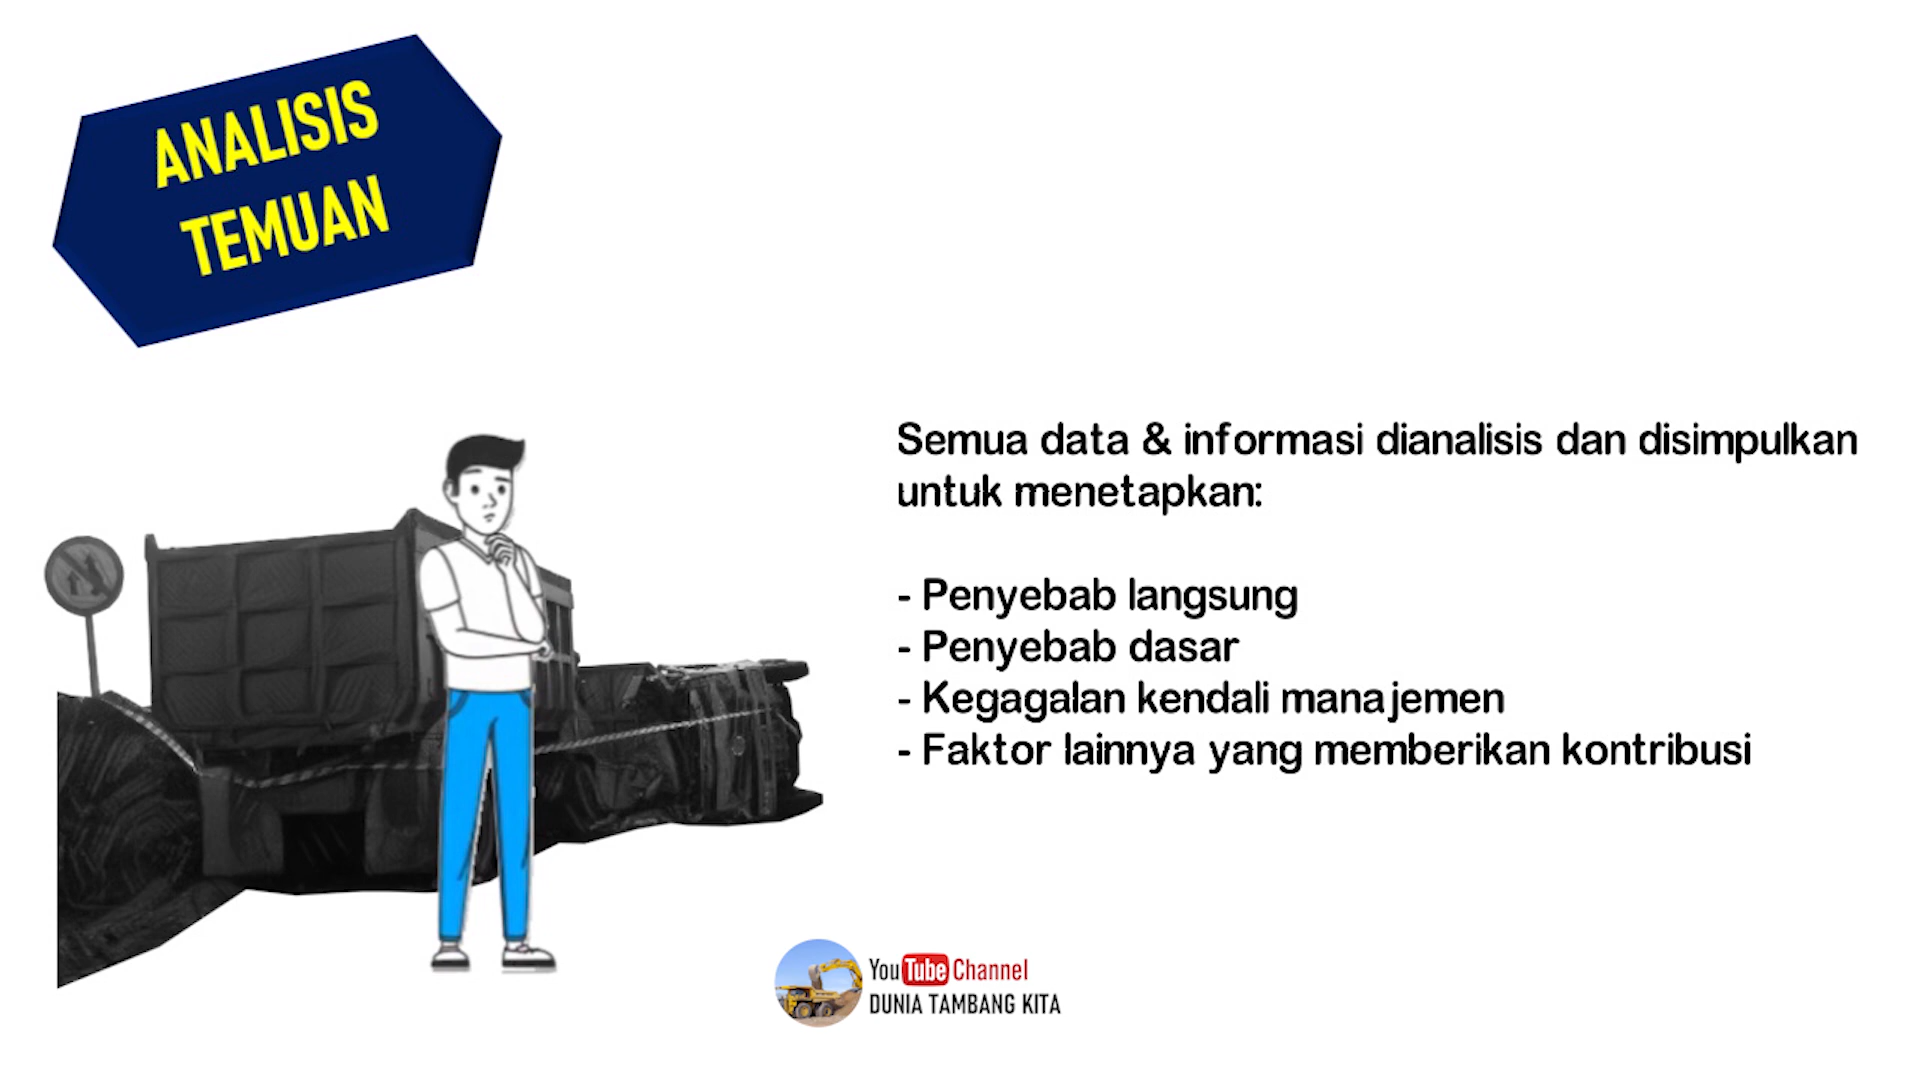 ANALISIS
TEMUAN
Semua data & informasi dianalisis dan disimpulkan
untuk menetapkan:
- Penyebab langsung
- Penyebab dasar
- Kegagalan kendali manajemen
- Faktor lainnya yang memberikan kontribusi
YouTube Channel
DUNIA TAMBANG KITA